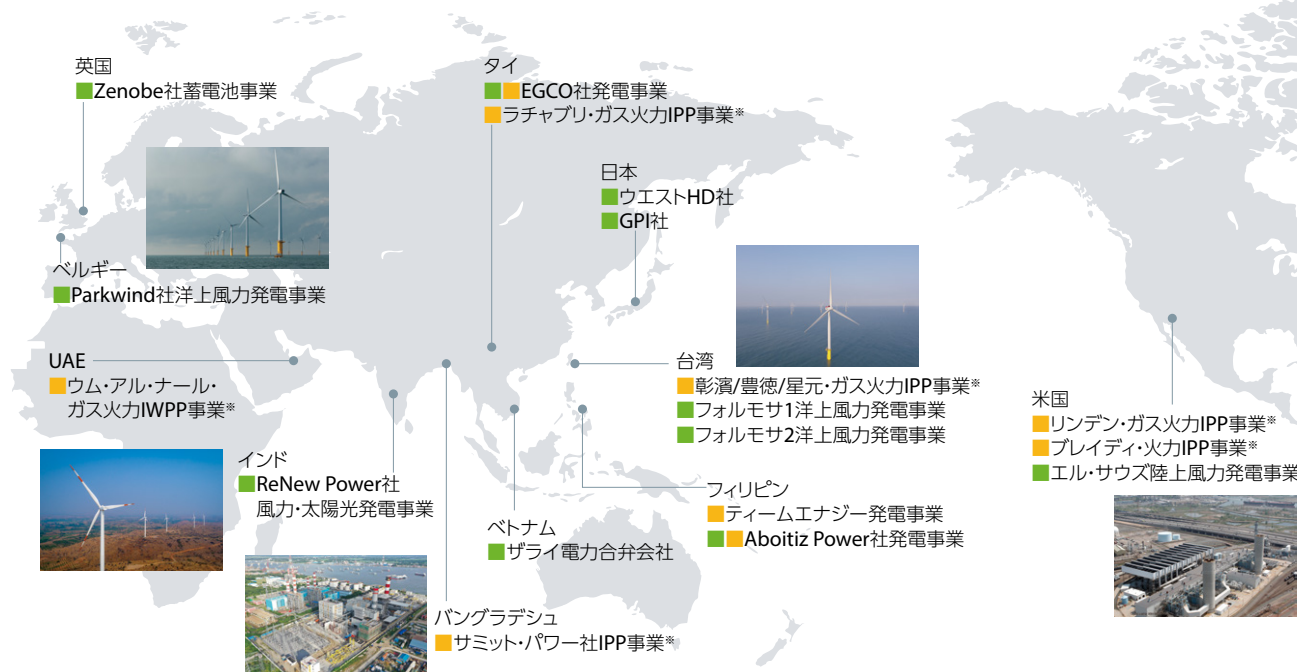 英国
■Zenobe社蓄電池事業
タイ
■■EGCO社発電事業
■ラチャブリ・ガス火力IPP事業※
日本
■ウエストHD社
■GPI社
ベルギー
■Parkwind社洋上風力発電事業
UAE
■ウム・アル・ナール・
ガス火力IWPP事業※
台湾
■彰濱/豊徳/星元・ガス火力IPP事業※
■フォルモサ1洋上風力発電事業
■フォルモサ2洋上風力発電事業
米国
■リンデン・ガス火力IPP事業※
■ブレイディ・火力IPP事業※
■エル・サウズ陸上風力発電事業
インド
■ReNew Power社
風力・太陽光発電事業
ベトナム
■ザライ電力合弁会社
フィリピン
■ティームエナジー発電事業
■■Aboitiz Power社発電事業
バングラデシュ
■サミット・パワー社IPP事業※